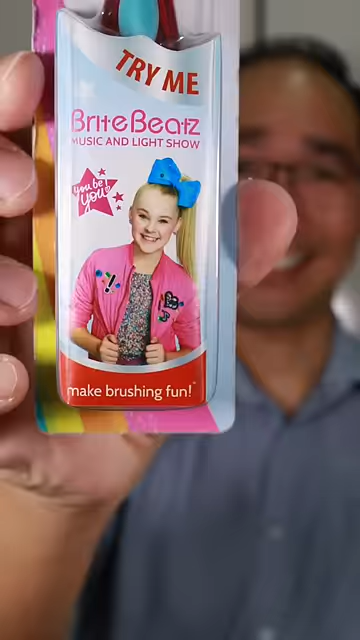 TRY ME
BriteBeatz
MUSIC AND LIGHT SHOW
you be
you!
make brushing fun!